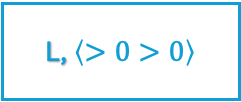 L, ⟨> 0 > 0⟩